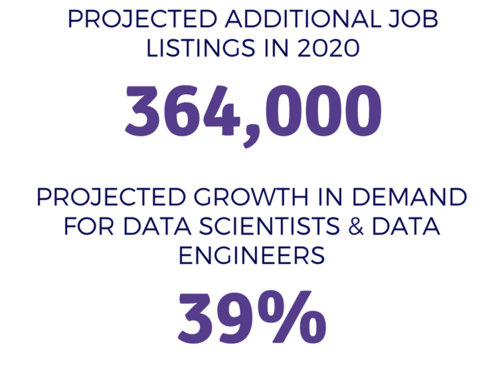 PROJECTED ADDITIONAL JOB
LISTINGS IN 2020
364,000
PROJECTED GROWTH IN DEMAND
FOR DATA SCIENTISTS & DATA
ENGINEERS
39%